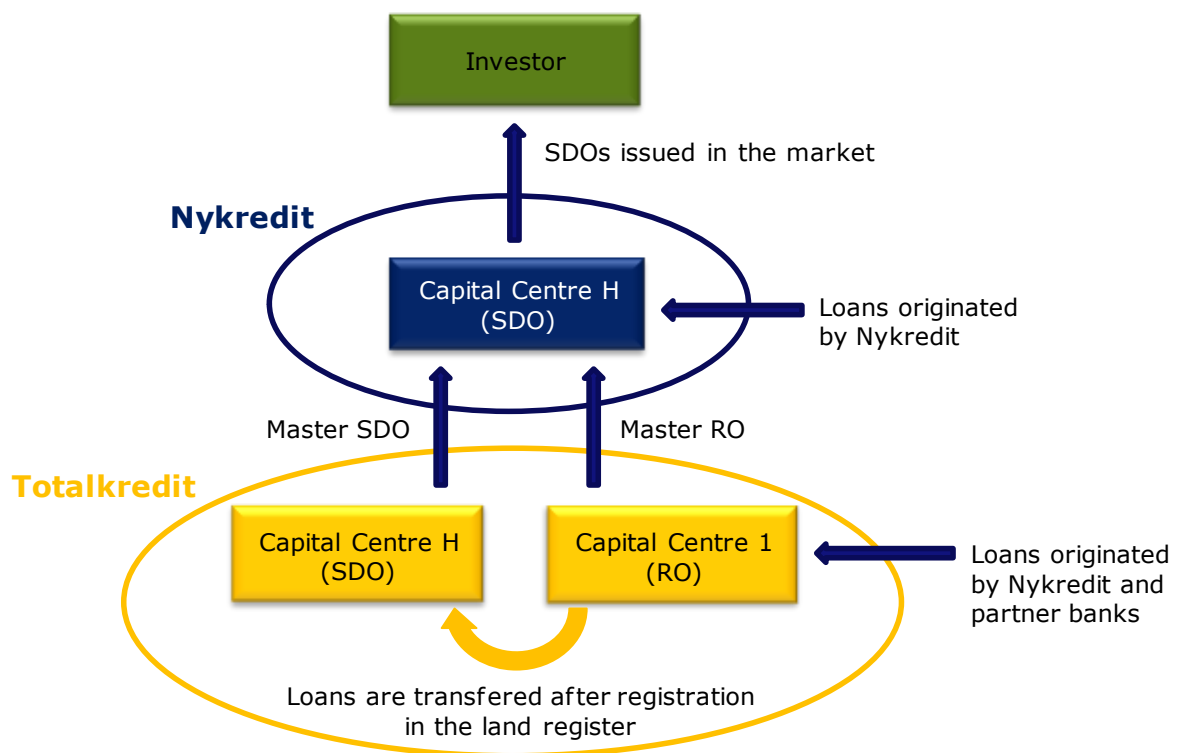 Investor
SDOs issued in the market
Nykredit
Capital Centre H
(SDO)
Loans originated
by Nykredit
Master SDO
Master RO
Totalkredit
Capital Centre H
(SDO)
Capital Centre 1
(RO)
Loans originated
by Nykredit and
partner banks
Loans are transfered after registration
in the land register